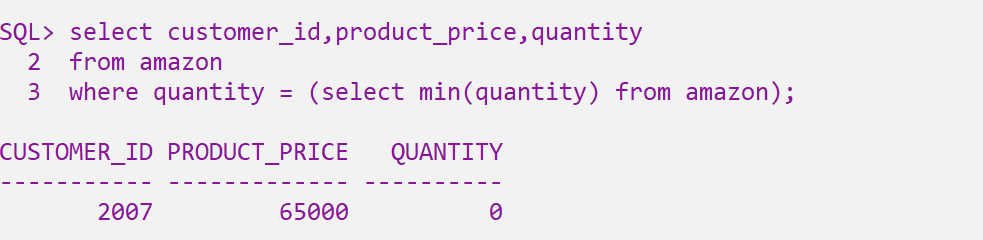 SQL> select customer_id,product_price,quantity
  2  from amazon
  3  where quantity = (select min(quantity) from amazon);
CUSTOMER_ID PRODUCT_PRICE   QUANTITY
----------- ------------- ----------
       2007         65000          0